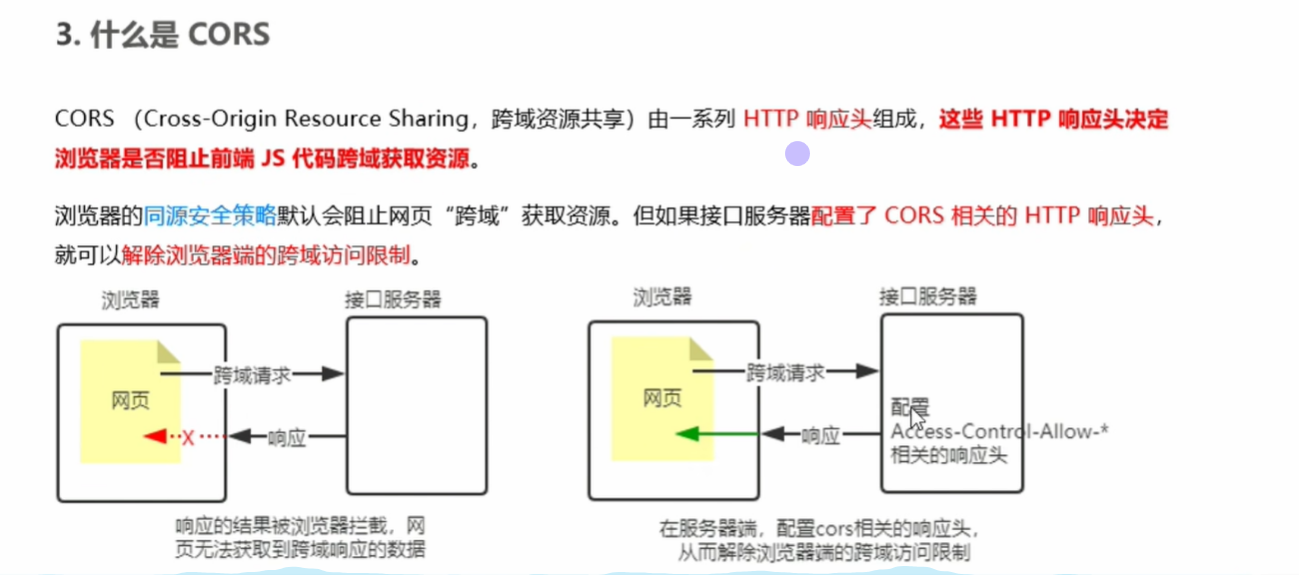 3. 什么是 CORS
CORS （Cross-Origin Resource Sharing，跨域资源共享）由一系列 HTTP 响应头组成，这些 HTTP 响应头决定
浏览器是否阻止前端 JS 代码跨域获取资源。
浏览器的同源安全策略默认会阻止网页“跨域”获取资源。但如果接口服务器配置了 CORS 相关的 HTTP 响应头，
就可以解除浏览器端的跨域访问限制。
浏览器
接口服务器
网页
跨域请求
X
响应
响应的结果被浏览器拦截，网
页无法获取到跨域响应的数据
浏览器
接口服务器
网页
跨域请求
响应
配置
Access-Control-Allow-*
相关的响应头
在服务器端，配置cors相关的响应头，
从而解除浏览器端的跨域访问限制